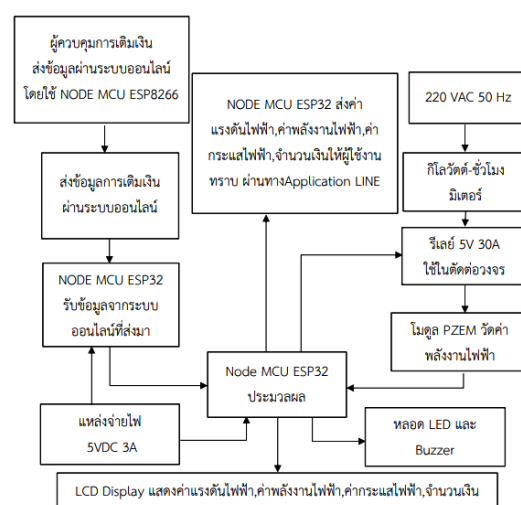 ผู้ควบคุมการเติมเงิน
ส่งข้อมูลผ่านระบบออนไลน์
โดยใช้ NODE MCU ESP8266
ส่งข้อมูลการเติมเงิน
ผ่านระบบออนไลน์
NODE MCU ESP32
รับข้อมูลจากระบบ
ออนไลน์ที่ส่งมา
แหล่งจ่ายไฟ
5VDC 3A
NODE MCU ESP32 ส่งค่า
แรงดันไฟฟ้า,ค่าพลังงานไฟฟ้า,ค่า
กระแสไฟฟ้า,จำนวนเงินให้ผู้ใช้งาน
ทราบ ผ่านทางApplication LINE
220 VAC 50 Hz
กิโลวัตต์-ชั่วโมง
มิเตอร์
รีเลย์ 5V 30A
ใช้ในตัดต่อวงจร
โมดูล PZEM วัดค่า
พลังงานไฟฟ้า
Node MCU ESP32
ประมวลผล
หลอด LED และ
Buzzer
LCD Display แสดงค่าแรงดันไฟฟ้า,ค่าพลังงานไฟฟ้า,ค่ากระแสไฟฟ้า,จำนวนเงิน